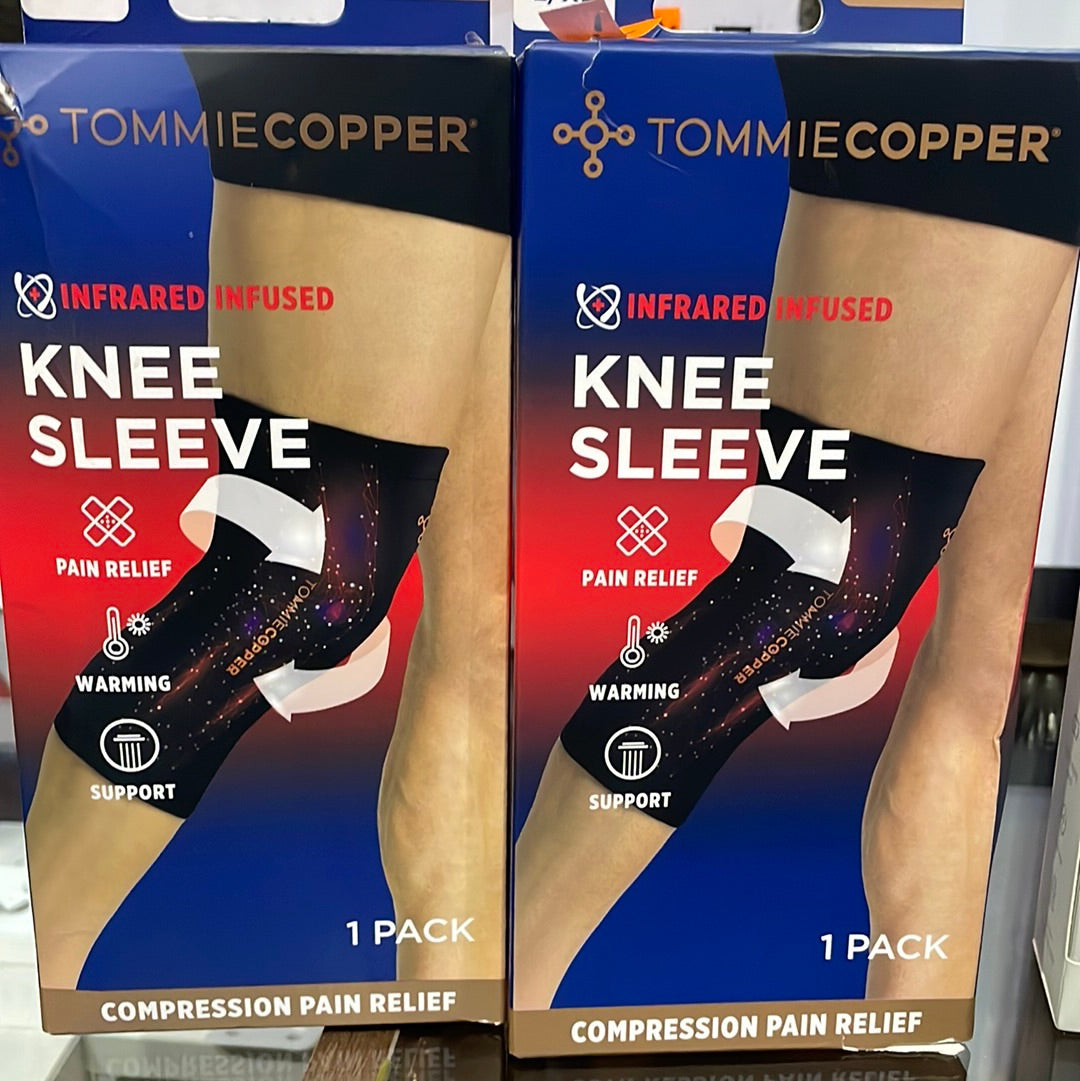 TOMMIECOPPER®
INFRARED INFUSED
KNEE
SLEEVE
PAIN RELIEF
TOMMIECOPPER
WARMING
SUPPORT
1 PACK
COMPRESSION PAIN RELIEF
TOMMIECOPPER®
INFRARED INFUSED
KNEE
SLEEVE
PAIN RELIEF
TOMMIECOPPER
WARMING
SUPPORT
1 PACK
COMPRESSION PAIN RELIEF